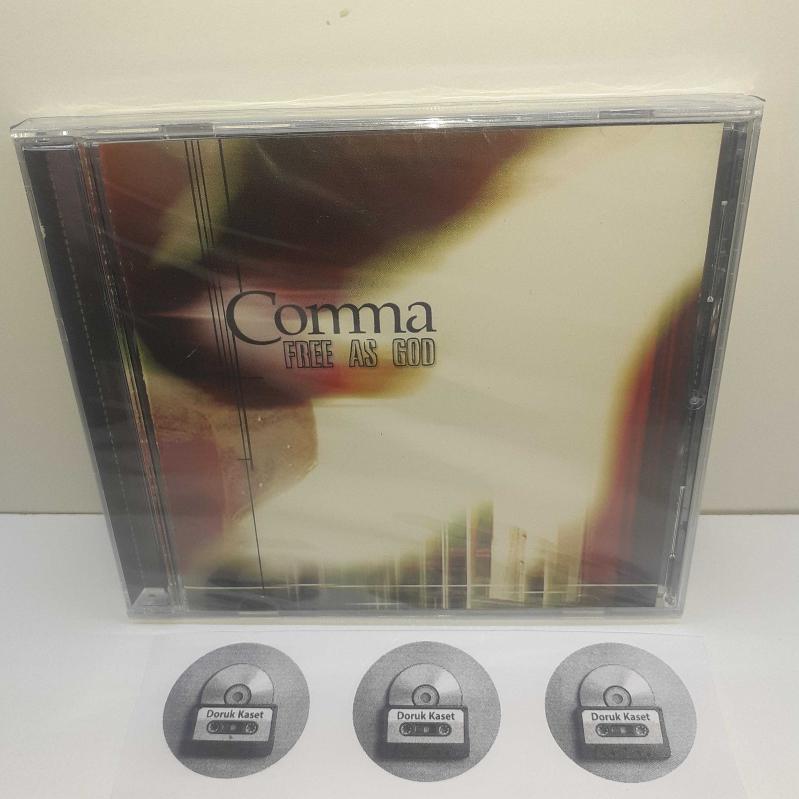 Comma
FREE AS GOD
Doruk Kaset
Doruk Kaset
Doruk Kaset